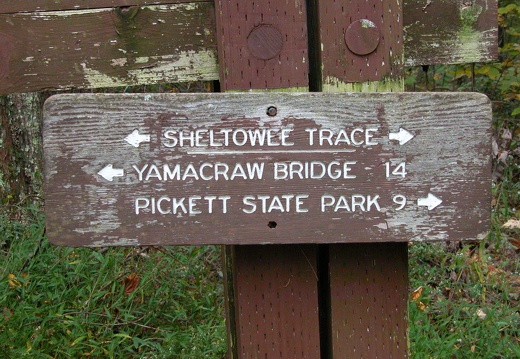 ← SHELTOWEE TRACE →
← YAMACRAW BRIDGE 14
PICKETT STATE PARK 9 →